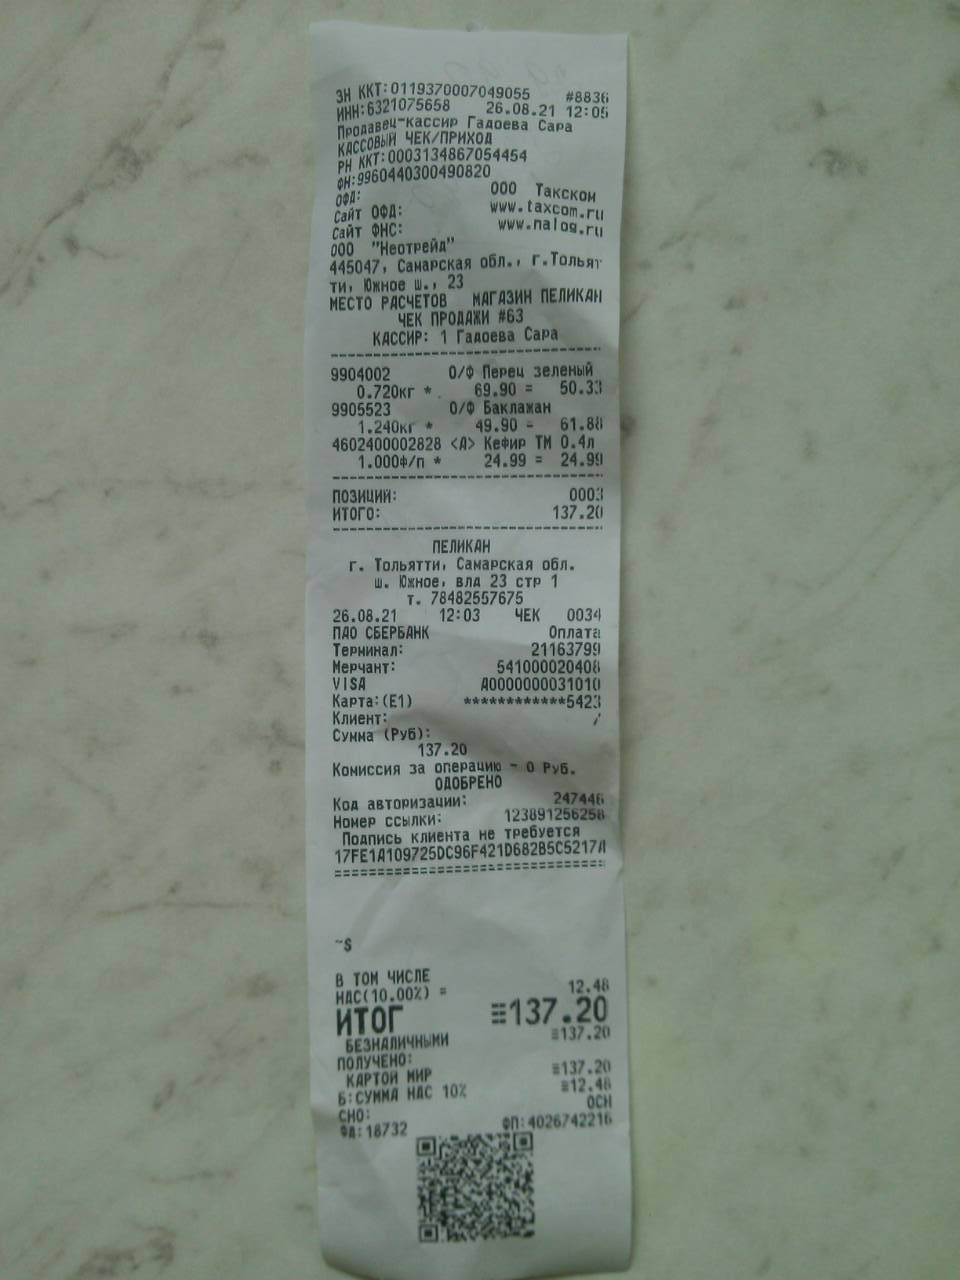 ЗН ККТ:0119370007049055 #8836
ИНН:6321075658 26.08.21 12:05
Продавец-кассир Гадоева Сара
КАССОВЫЙ ЧЕК/ПРИХОД
РН ККТ:0003134867054454
ФН:9960440300490820
ОФД: ООО Такском
Сайт ОФД: www.taxcom.ru
Сайт ФНС: www.nalog.ru
ООО "Неотрейд"
445047, Самарская обл., г.Тольят
ти, Южное ш., 23
МЕСТО РАСЧЕТОВ МАГАЗИН ПЕЛИКАН
ЧЕК ПРОДАЖИ #63
КАССИР: 1 Гадоева Сара
9904002 О/Ф Перец зеленый
0.720кг * 69.90 = 50.33
9905523 О/Ф Баклажан
1.240кг * 49.90 = 61.88
4602400002828 <А> Кефир ТМ 0.4л
1.000ф/п * 24.99 = 24.99
ПОЗИЦИЙ: 0003
ИТОГО: 137.20
ПЕЛИКАН
г. Тольятти, Самарская обл.
ш. Южное, влд 23 стр 1
т. 78482557675
26.08.21 12:03 ЧЕК 0034
ПАО СБЕРБАНК Оплата
Терминал: 21163799
Мерчант: 541000020408
VISA A0000000031010
Карта:(E1) ************5423
Клиент: /
Сумма (Руб):
137.20
Комиссия за операцию - 0 Руб.
ОДОБРЕНО
Код авторизации: 247446
Номер ссылки: 123891256258
Подпись клиента не требуется
17FE1A109725DC96F421D682B5C5217A
~S
В ТОМ ЧИСЛЕ
НДС(10.00%) = 12.48
ИТОГ ≡137.20
БЕЗНАЛИЧНЫМИ ≡137.20
ПОЛУЧЕНО:
КАРТОЙ МИР ≡137.20
Б:СУММА НДС 10% ≡12.48
СНО: ОСН
ФД:18732 ФП:4026742216